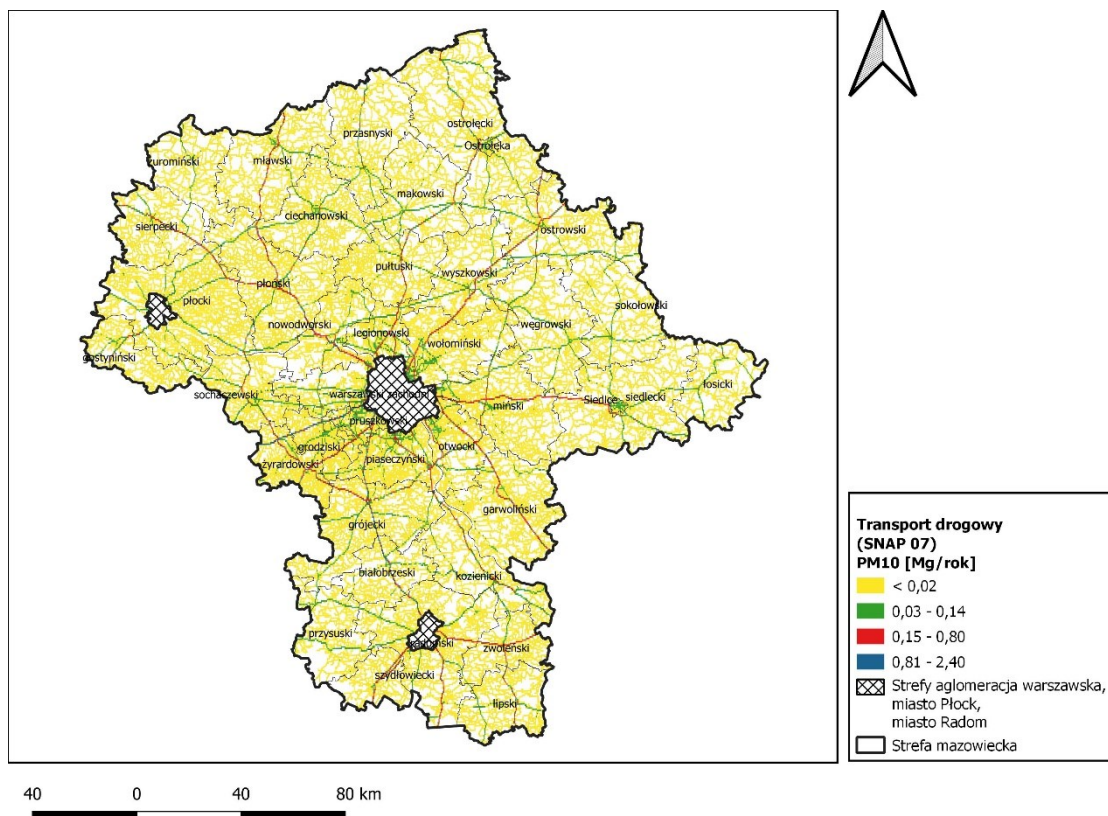 ostrołęcki
Ostrołęka
przasnyski
żuromiński
mławski
makowski
ciechanowski
sierpecki
ostrowski
pułtuski
wyszkowski
płoński
płocki
sokołowski
nowodworski
węgrowski
legionowski
wołomiński
gostyniński
łosicki
sochaczewski
warszawski zachodni
Siedlce
siedlecki
miński
pruszkowski
grodziski
otwocki
żyrardowski
piaseczyński
garwoliński
grójecki
białobrzeski
kozienicki
przysuski
radomski
zwoleński
szydłowiecki
lipski
Transport drogowy
(SNAP 07)
PM10 [Mg/rok]
< 0,02
0,03 - 0,14
0,15 - 0,80
0,81 - 2,40
Strefy aglomeracja warszawska,
miasto Płock,
miasto Radom
Strefa mazowiecka
40 0 40 80 km